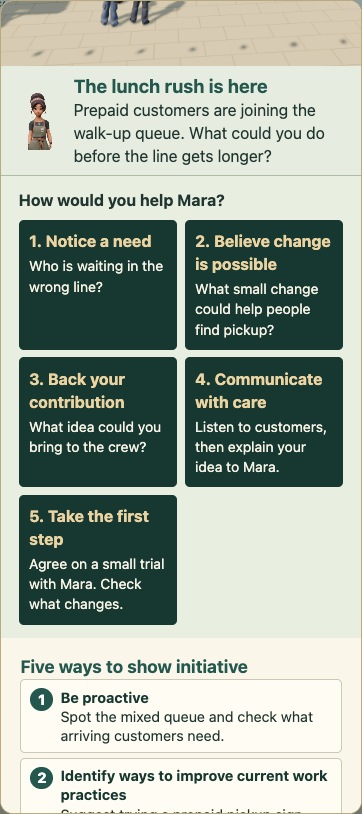 The lunch rush is here
Prepaid customers are joining the
walk-up queue. What could you do
before the line gets longer?
How would you help Mara?
1. Notice a need
Who is waiting in the
wrong line?
2. Believe change
is possible
What small change
could help people
find pickup?
3. Back your
contribution
What idea could you
bring to the crew?
4. Communicate
with care
Listen to customers,
then explain your
idea to Mara.
5. Take the first
step
Agree on a small trial
with Mara. Check
what changes.
Five ways to show initiative
1 Be proactive
Spot the mixed queue and check what
arriving customers need.
2 Identify ways to improve current work
practices
Suggest trying a prepaid pickup sign